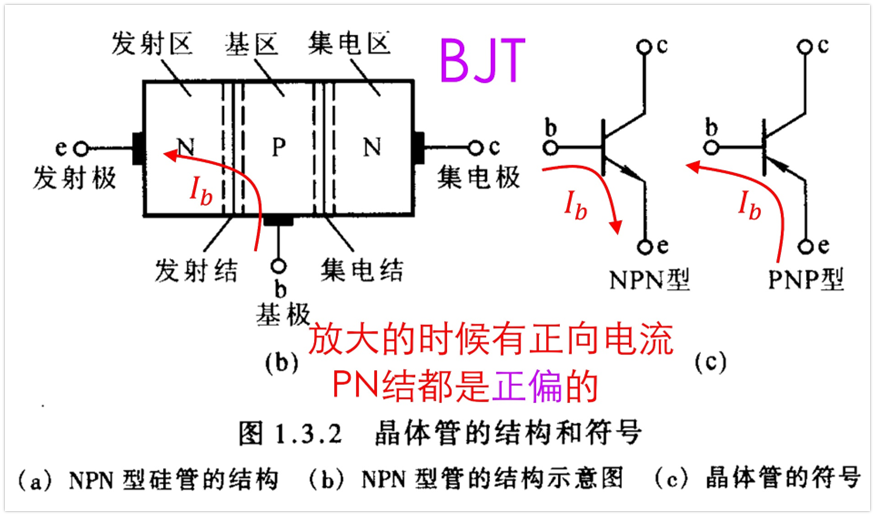 发射区 基区 集电区 BJT
c c
b b
e N P N c
发射极 集电极
I_b I_b I_b
发射结 集电结 e e
b NPN型 PNP型
基极
放大的时候有正向电流
(b) (c)
PN结都是正偏的
图 1.3.2 晶体管的结构和符号
(a) NPN 型硅管的结构 (b) NPN 型管的结构示意图 (c) 晶体管的符号